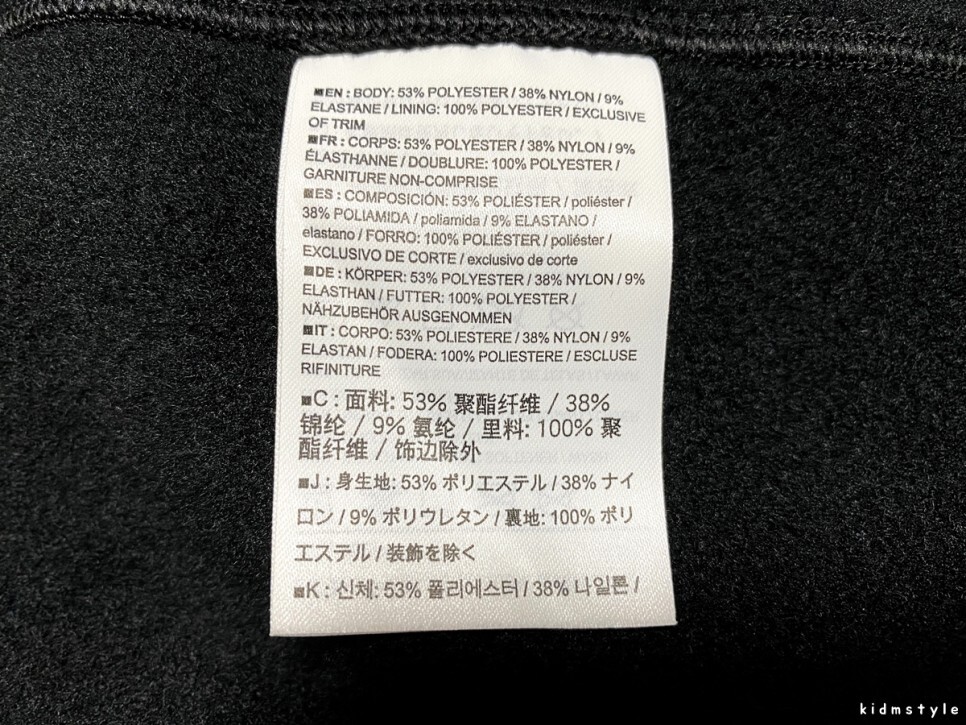 ■EN : BODY: 53% POLYESTER / 38% NYLON / 9%
ELASTANE / LINING: 100% POLYESTER / EXCLUSIVE
OF TRIM
■FR : CORPS: 53% POLYESTER / 38% NYLON / 9%
ÉLASTHANNE / DOUBLURE: 100% POLYESTER /
GARNITURE NON-COMPRISE
■ES : COMPOSICIÓN: 53% POLIÉSTER / poliéster /
38% POLIAMIDA / poliamida / 9% ELASTANO /
elastano / FORRO: 100% POLIÉSTER / poliéster /
EXCLUSIVO DE CORTE / exclusivo de corte
■DE : KÖRPER: 53% POLYESTER / 38% NYLON / 9%
ELASTHAN / FUTTER: 100% POLYESTER /
NÄHZUBEHÖR AUSGENOMMEN
■IT : CORPO: 53% POLIESTERE / 38% NYLON / 9%
ELASTAN / FODERA: 100% POLIESTERE / ESCLUSE
RIFINITURE
■C : 面料: 53% 聚酯纤维 / 38%
锦纶 / 9% 氨纶 / 里料: 100% 聚
酯纤维 / 饰边除外
■J : 身生地: 53% ポリエステル / 38% ナイ
ロン / 9% ポリウレタン / 裏地: 100% ポリ
エステル / 装飾を除く
■K : 신체: 53% 폴리에스터 / 38% 나일론 /
kidmstyle